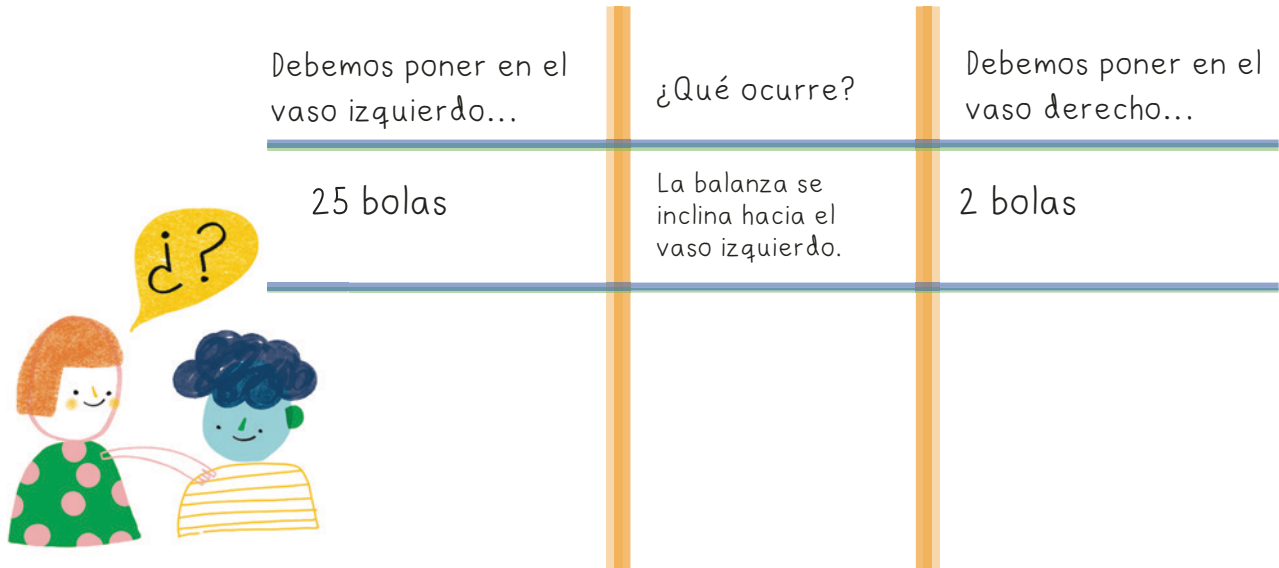 Debemos poner en el
vaso izquierdo...
¿Qué ocurre?
Debemos poner en el
vaso derecho...
25 bolas
La balanza se
inclina hacia el
vaso izquierdo.
2 bolas
¿?